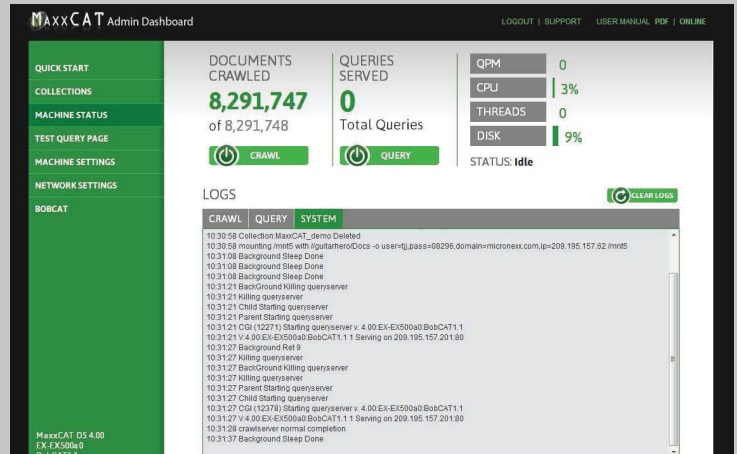 MAXXCAT Admin Dashboard
LOGOUT | SUPPORT USER MANUAL PDF | ONLINE
QUICK START
COLLECTIONS
MACHINE STATUS
TEST QUERY PAGE
MACHINE SETTINGS
NETWORK SETTINGS
BOBCAT
DOCUMENTS
CRAWLED
8,291,747
of 8,291,748
CRAWL
QUERIES
SERVED
0
Total Queries
QUERY
QPM 0
CPU 3%
THREADS 0
DISK 9%
STATUS: Idle
LOGS
CLEAR LOGS
CRAWL QUERY SYSTEM
10:30:58 Collection:MaxxCAT_demo Deleted
10:30:58 mounting /mnt5 with //guitarhero/Docs -o user=tjj,pass=08296,domain=micronexx.com,ip=209.195.157.62 /mnt5
10:31:08 Background Sleep Done
10:31:08 Background Sleep Done
10:31:08 Background Sleep Done
10:31:21 BackGround Killing queryserver
10:31:21 Killing queryserver
10:31:21 Child Starting queryserver
10:31:21 Parent Starting queryserver
10:31:21 CGI (12271) Starting queryserver v. 4.00:EX-EX500a0:BobCAT1.1
10:31:21 V:4.00:EX-EX500a0:BobCAT1.1 1 Serving on 209.195.157.201:80
10:31:27 Background Ret 9
10:31:27 Killing queryserver
10:31:27 BackGround Killing queryserver
10:31:27 Killing queryserver
10:31:27 Parent Starting queryserver
10:31:27 Child Starting queryserver
10:31:27 CGI (12378) Starting queryserver v. 4.00:EX-EX500a0:BobCAT1.1
10:31:27 V:4.00:EX-EX500a0:BobCAT1.1 1 Serving on 209.195.157.201:80
10:31:28 crawlserver normal completion
10:31:37 Background Sleep Done
MaxxCAT OS 4.00
EX-EX500a0